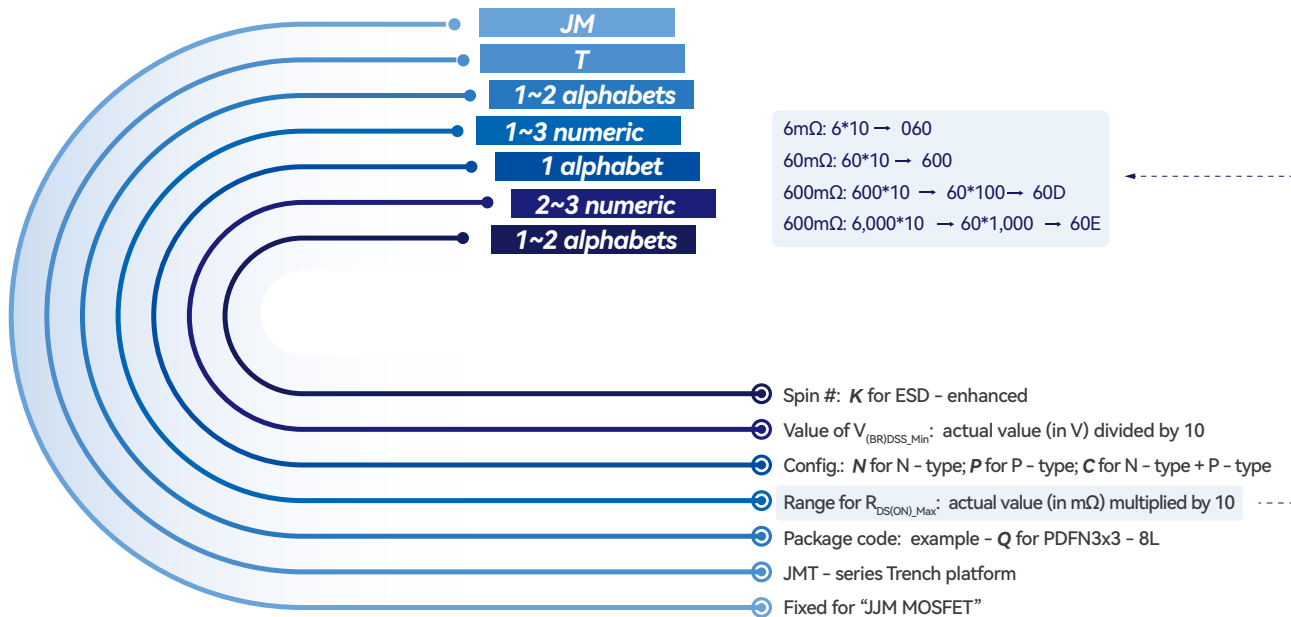 JM
T
1~2 alphabets
1~3 numeric
1 alphabet
2~3 numeric
1~2 alphabets
6mΩ: 6*10 → 060
60mΩ: 60*10 → 600
600mΩ: 600*10 → 60*100→ 60D
600mΩ: 6,000*10 → 60*1,000 → 60E
Spin #: K for ESD - enhanced
Value of V(BR)DSS_Min: actual value (in V) divided by 10
Config.: N for N - type; P for P - type; C for N - type + P - type
Range for RDS(ON)_Max: actual value (in mΩ) multiplied by 10
Package code: example - Q for PDFN3x3 - 8L
JMT - series Trench platform
Fixed for “JJM MOSFET”